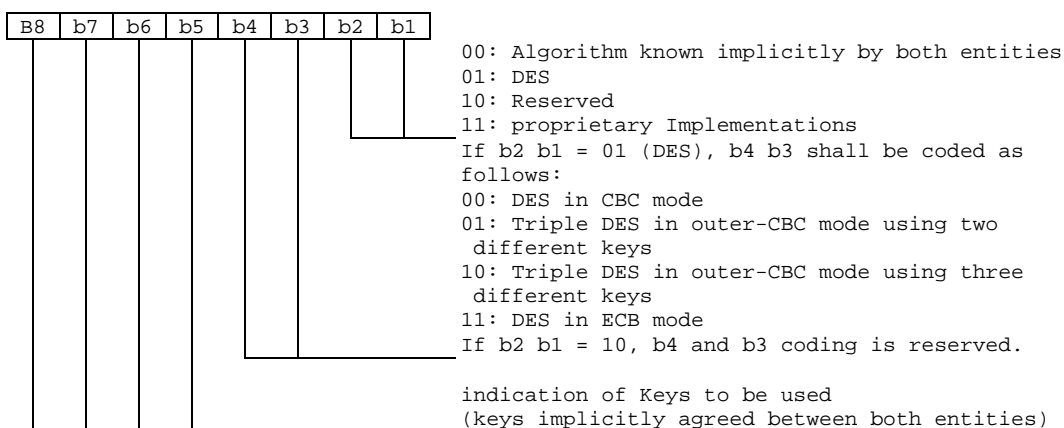 B8 b7 b6 b5 b4 b3 b2 b1
00: Algorithm known implicitly by both entities
01: DES
10: Reserved
11: proprietary Implementations
If b2 b1 = 01 (DES), b4 b3 shall be coded as
follows:
00: DES in CBC mode
01: Triple DES in outer-CBC mode using two
different keys
10: Triple DES in outer-CBC mode using three
different keys
11: DES in ECB mode
If b2 b1 = 10, b4 and b3 coding is reserved.
indication of Keys to be used
(keys implicitly agreed between both entities)